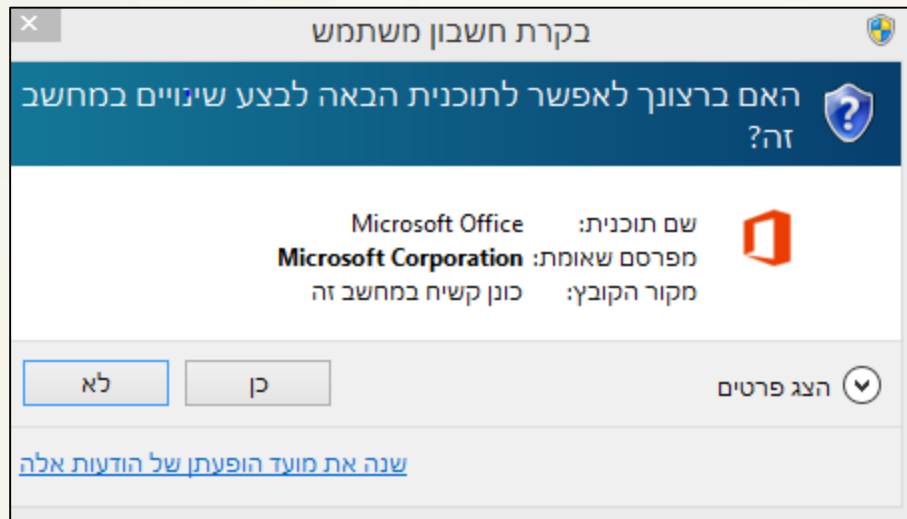 בקרת חשבון משתמש
האם ברצונך לאפשר לתוכנית הבאה לבצע שינויים במחשב
זה?
שם תוכנית: Microsoft Office
מפרסם שאומת: Microsoft Corporation
מקור הקובץ: כונן קשיח במחשב זה
הצג פרטים
כן
לא
שנה את מועד הופעתן של הודעות אלה